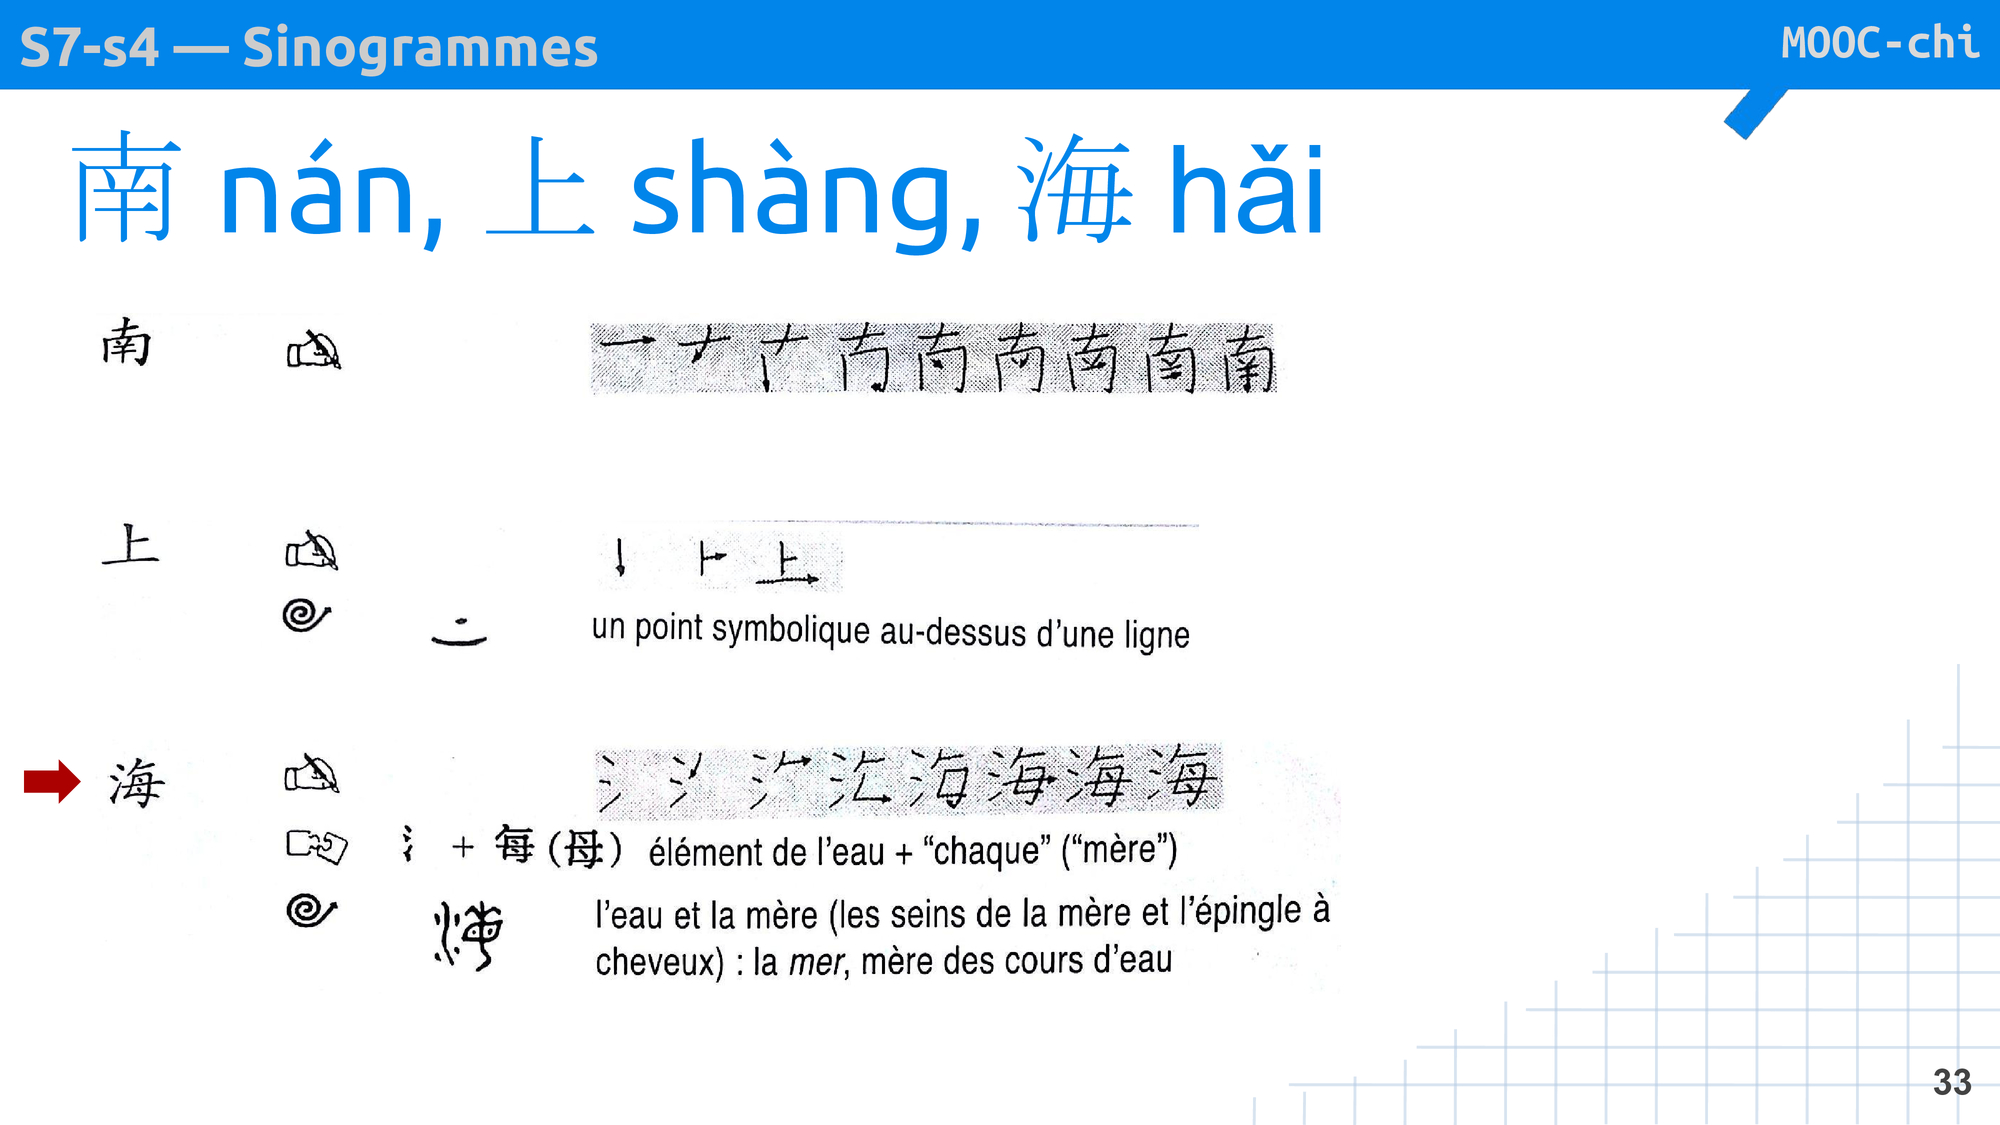 S7-s4 — Sinogrammes
MOOC-chi
南 nán, 上 shàng, 海 hǎi
南
上
un point symbolique au-dessus d'une ligne
海
氵 + 每 (母) élément de l'eau + “chaque” (“mère”)
l'eau et la mère (les seins de la mère et l'épingle à
cheveux) : la mer, mère des cours d'eau
33